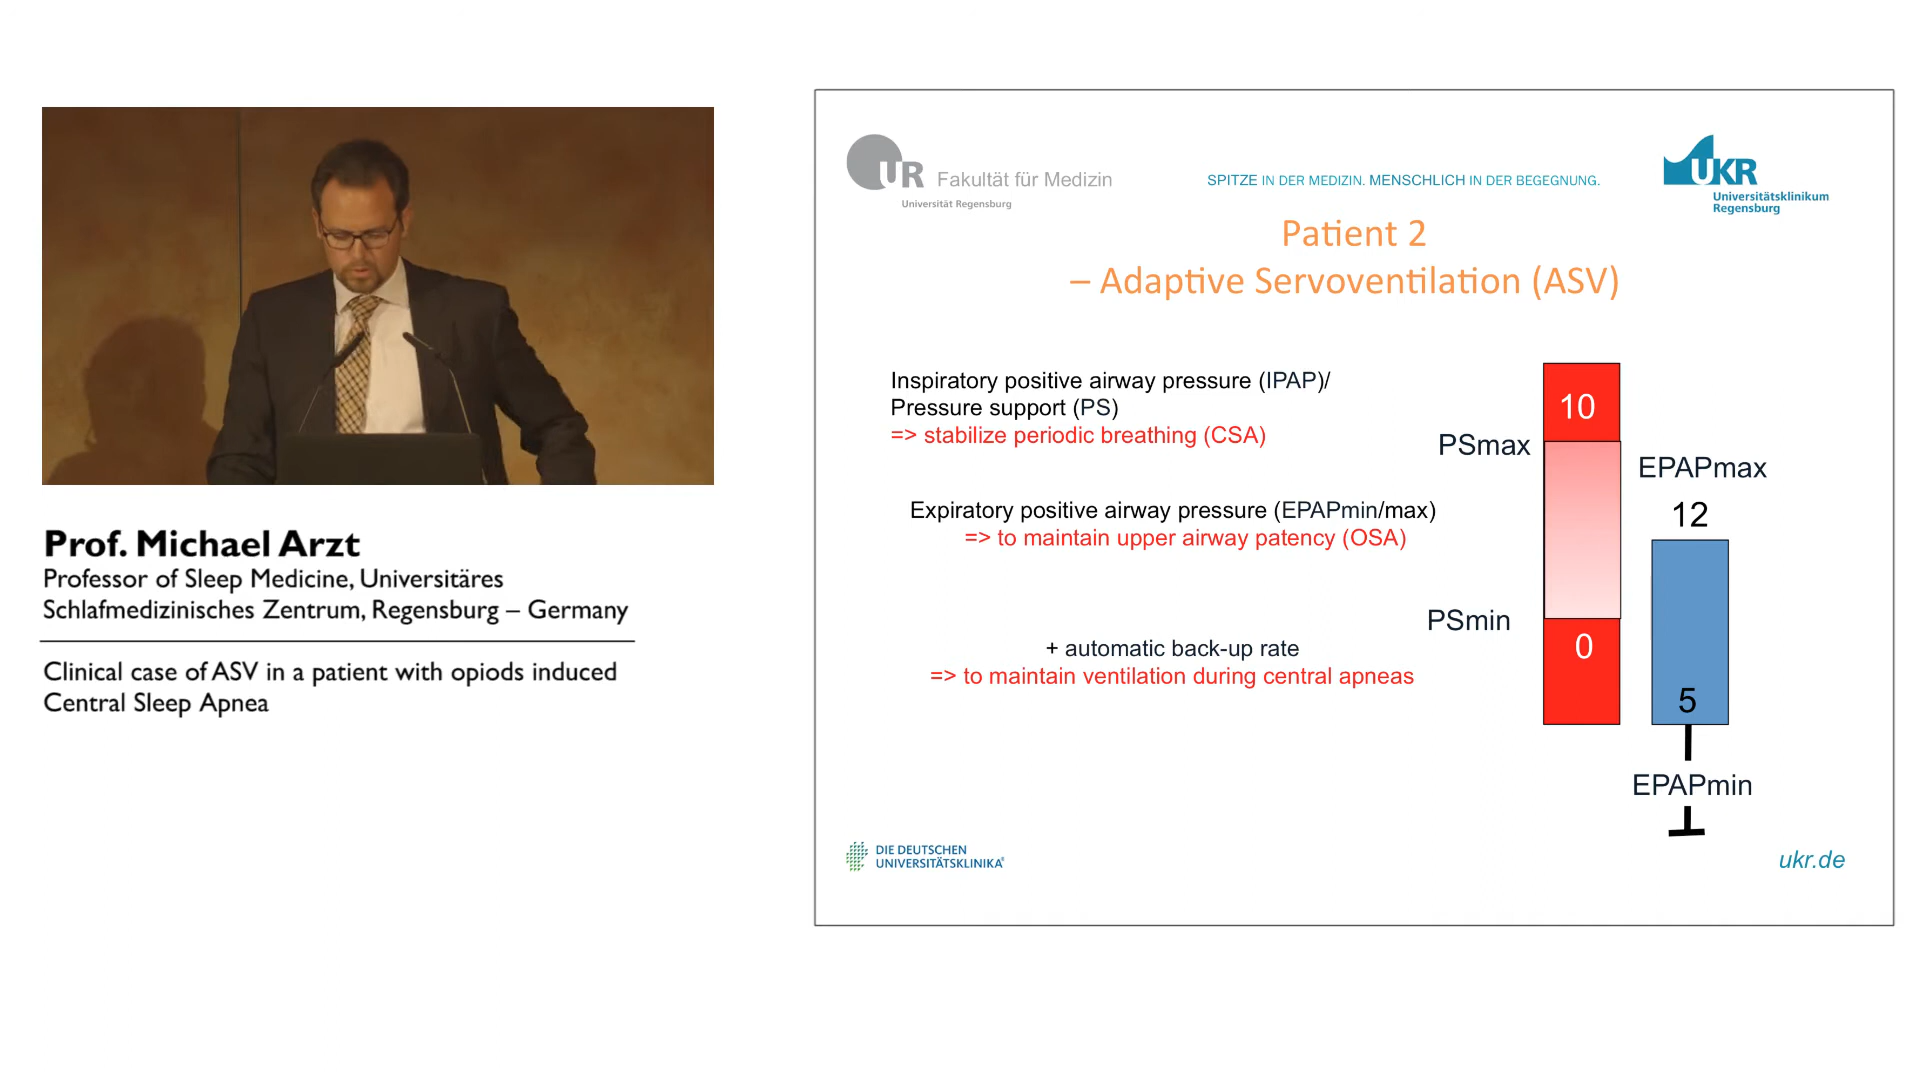 Prof. Michael Arzt
Professor of Sleep Medicine, Universitäres
Schlafmedizinisches Zentrum, Regensburg – Germany
Clinical case of ASV in a patient with opiods induced
Central Sleep Apnea
UR Fakultät für Medizin
Universität Regensburg
SPITZE IN DER MEDIZIN. MENSCHLICH IN DER BEGEGNUNG.
UKR
Universitätsklinikum
Regensburg
Patient 2
– Adaptive Servoventilation (ASV)
Inspiratory positive airway pressure (IPAP)/
Pressure support (PS)
=> stabilize periodic breathing (CSA)
Expiratory positive airway pressure (EPAPmin/max)
=> to maintain upper airway patency (OSA)
+ automatic back-up rate
=> to maintain ventilation during central apneas
10
PSmax
EPAPmax
12
PSmin
0
5
EPAPmin
DIE DEUTSCHEN
UNIVERSITÄTSKLINIKA®
ukr.de